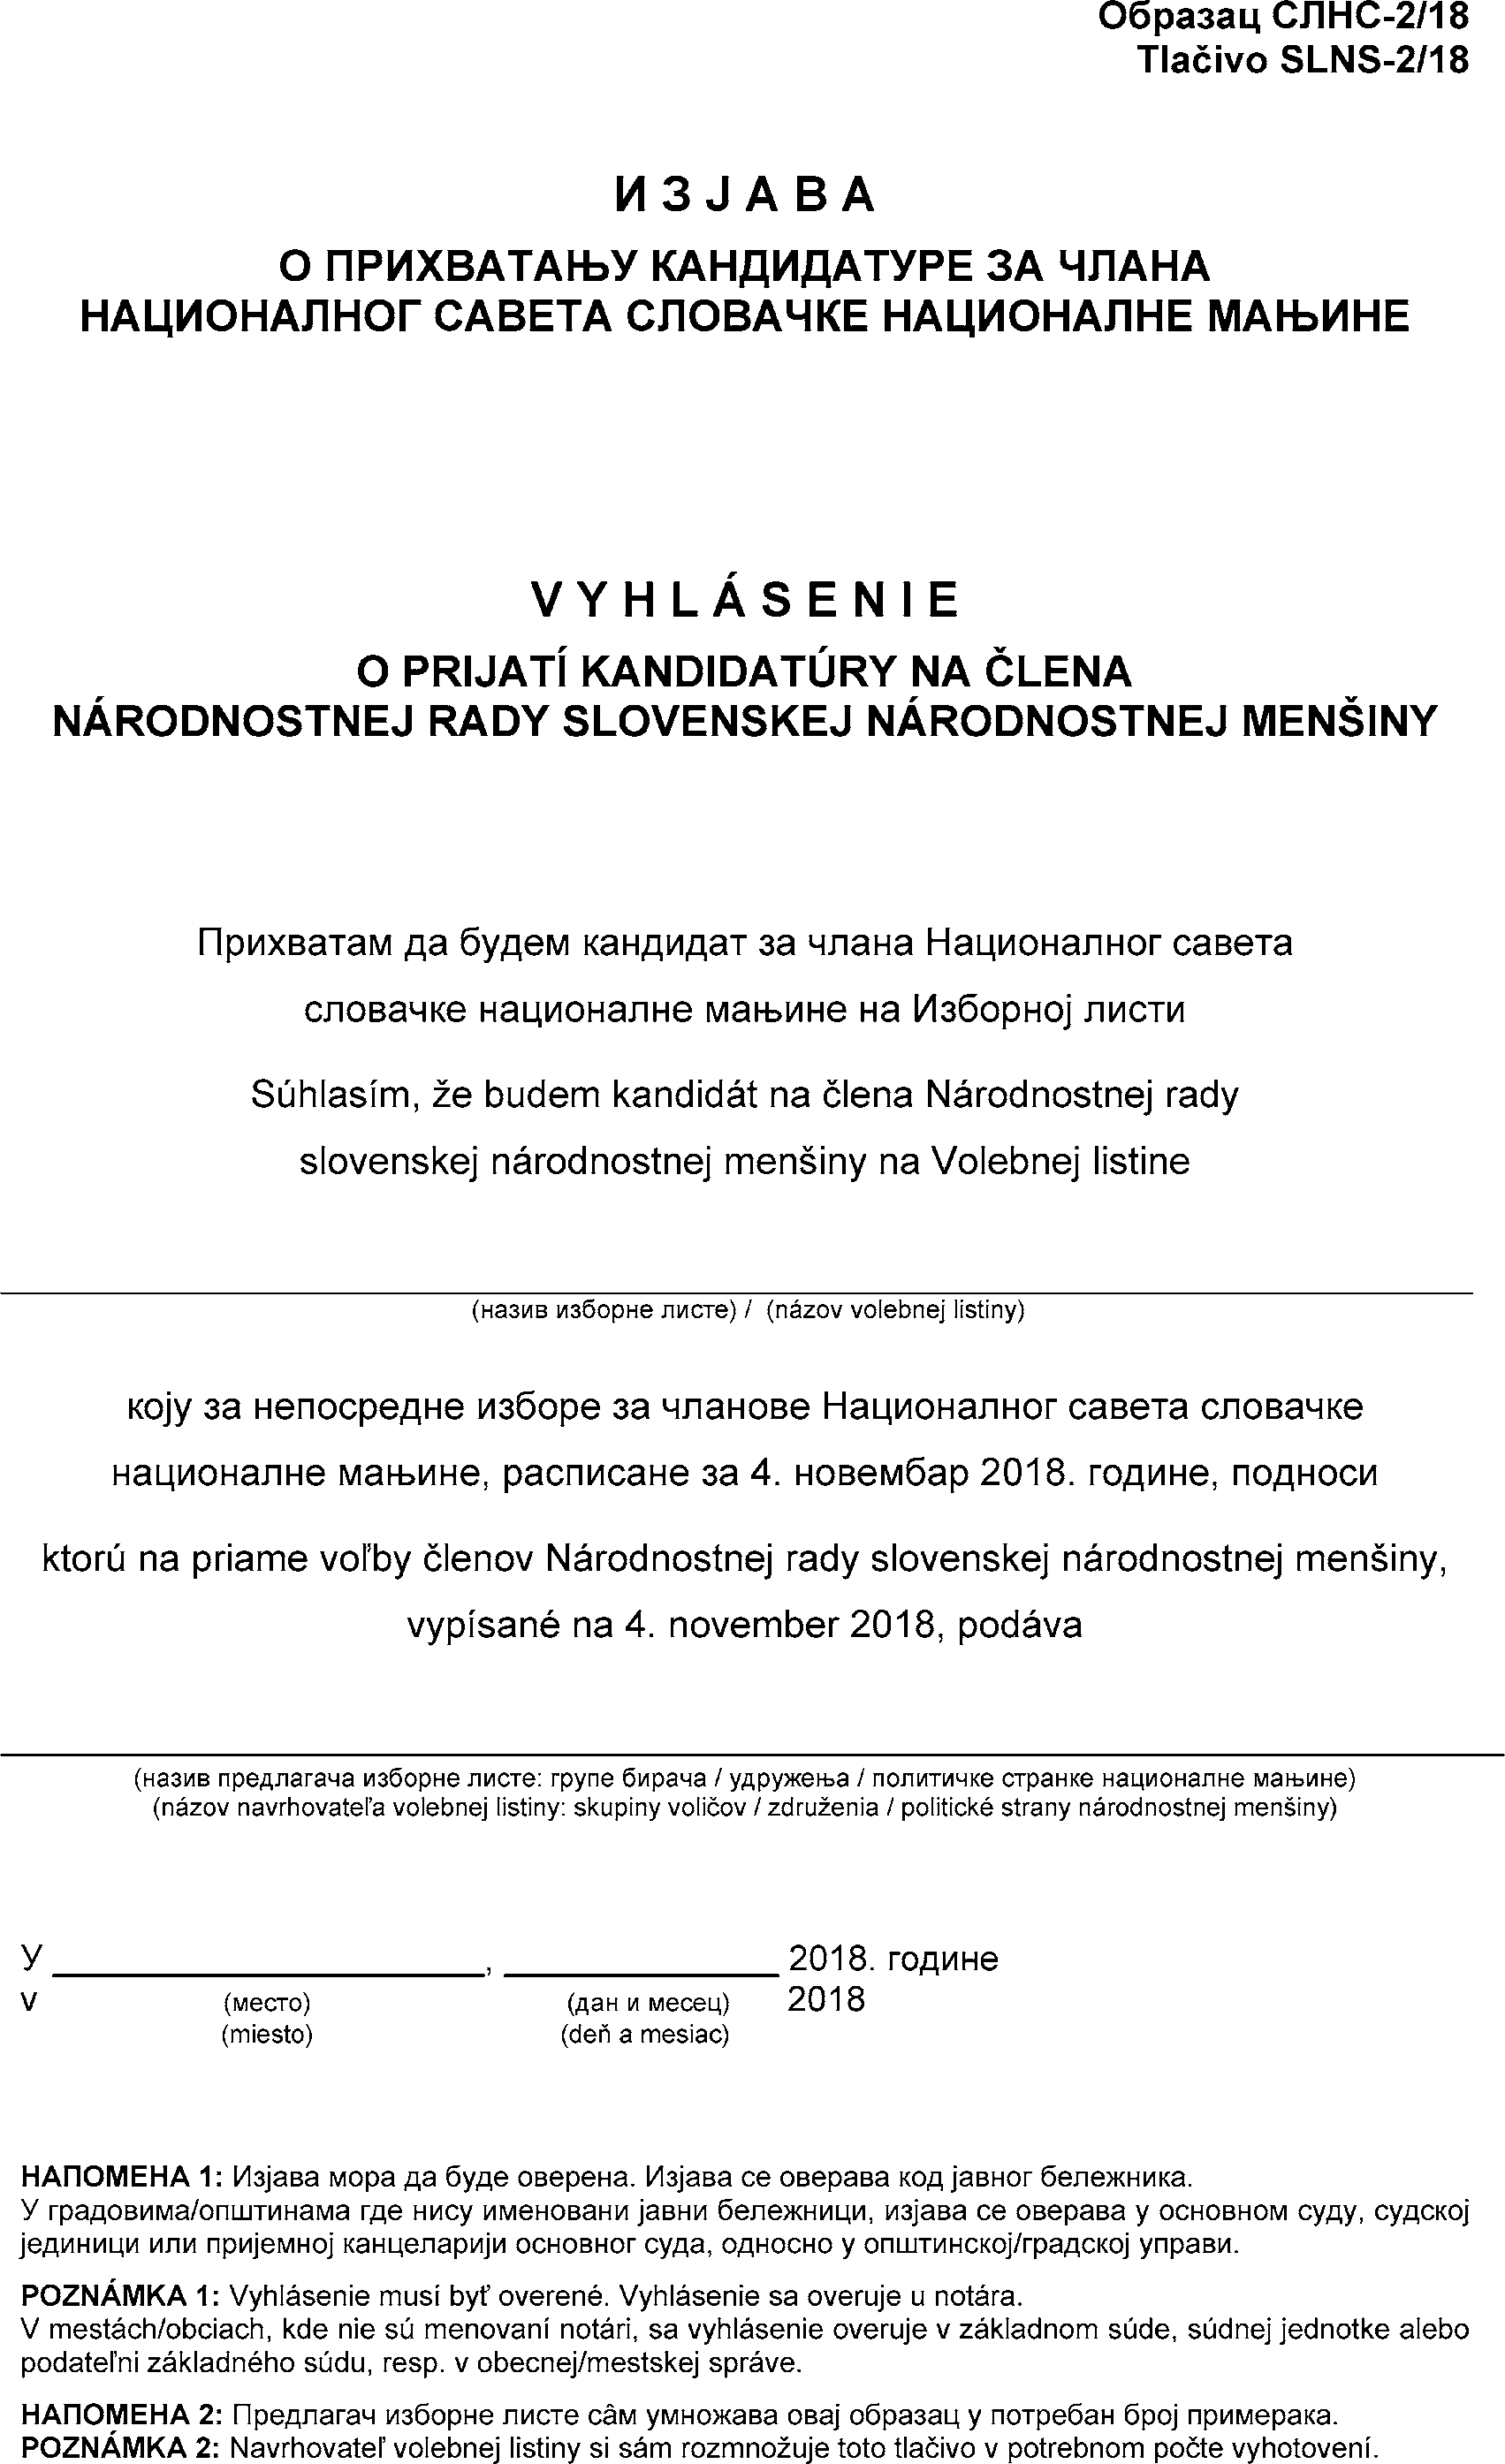 Образац СЛНС-2/18
Tlačivo SLNS-2/18
И З Ј А В А
О ПРИХВАТАЊУ КАНДИДАТУРЕ ЗА ЧЛАНА
НАЦИОНАЛНОГ САВЕТА СЛОВАЧКЕ НАЦИОНАЛНЕ МАЊИНЕ
V Y H L Á S E N I E
O PRIJATÍ KANDIDATÚRY NA ČLENA
NÁRODNOSTNEJ RADY SLOVENSKEJ NÁRODNOSTNEJ MENŠINY
Прихватам да будем кандидат за члана Националног савета
словачке националне мањине на Изборној листи
Súhlasím, že budem kandidát na člena Národnostnej rady
slovenskej národnostnej menšiny na Volebnej listine
(назив изборне листе) / (názov volebnej listiny)
коју за непосредне изборе за чланове Националног савета словачке
националне мањине, расписане за 4. новембар 2018. године, подноси
ktorú na priame voľby členov Národnostnej rady slovenskej národnostnej menšiny,
vypísané na 4. november 2018, podáva
(назив предлагача изборне листе: групе бирача / удружења / политичке странке националне мањине)
(názov navrhovateľa volebnej listiny: skupiny voličov / združenia / politické strany národnostnej menšiny)
У ____________________, ____________ 2018. године
v (место) (дан и месец) 2018
(miesto) (deň a mesiac)
НАПОМЕНА 1: Изјава мора да буде оверена. Изјава се оверава код јавног бележника.
У градовима/општинама где нису именовани јавни бележници, изјава се оверава у основном суду, судској
јединици или пријемној канцеларији основног суда, односно у општинској/градској управи.
POZNÁMKA 1: Vyhlásenie musí byť overené. Vyhlásenie sa overuje u notára.
V mestách/obciach, kde nie sú menovaní notári, sa vyhlásenie overuje v základnom súde, súdnej jednotke alebo
podateľni základného súdu, resp. v obecnej/mestskej správe.
НАПОМЕНА 2: Предлагач изборне листе сâм умножава овај образац у потребан број примерака.
POZNÁMKA 2: Navrhovateľ volebnej listiny si sám rozmnožuje toto tlačivo v potrebnom počte vyhotovení.